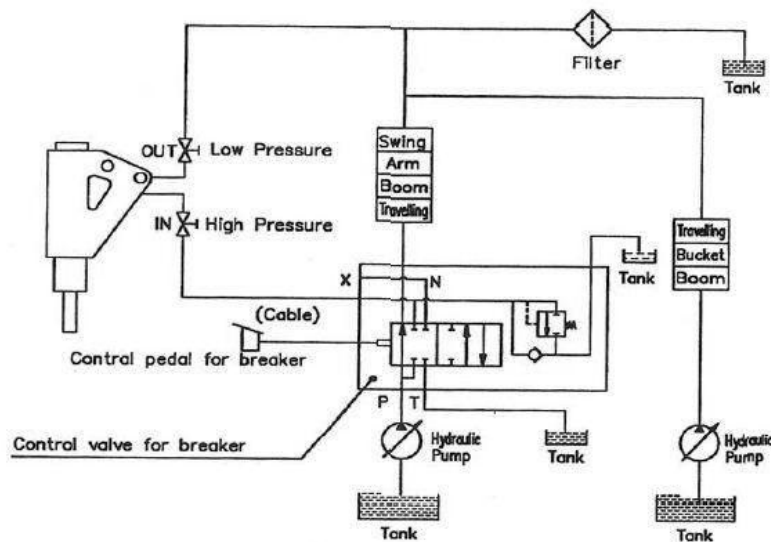 Filter
Tank
OUT
Low Pressure
Swing
Arm
Boom
Travelling
IN
High Pressure
Travelling
Bucket
Boom
Tank
X
N
(Cable)
Control pedal for breaker
P
T
Control valve for breaker
Hydraulic
Pump
Tank
Hydraulic
Pump
Tank
Tank